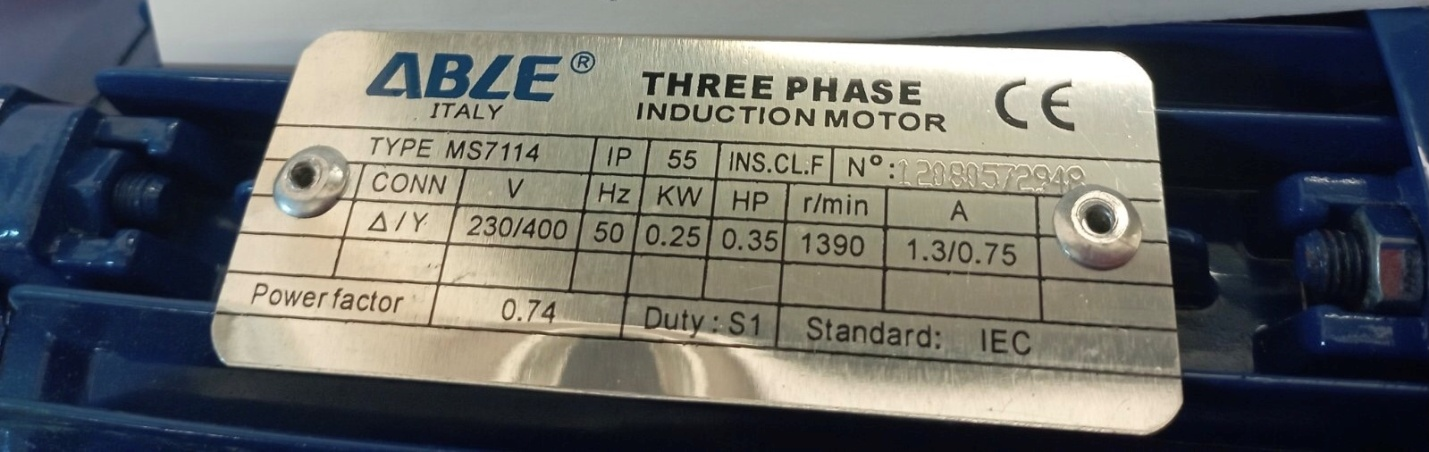 ABLE®
ITALY
THREE PHASE
INDUCTION MOTOR
CE
TYPE MS7114 IP 55 INS.CL.F Nº:12080572949
CONN V Hz KW HP r/min A
Δ/Y 230/400 50 0.25 0.35 1390 1.3/0.75
Power factor 0.74 Duty: S1 Standard: IEC